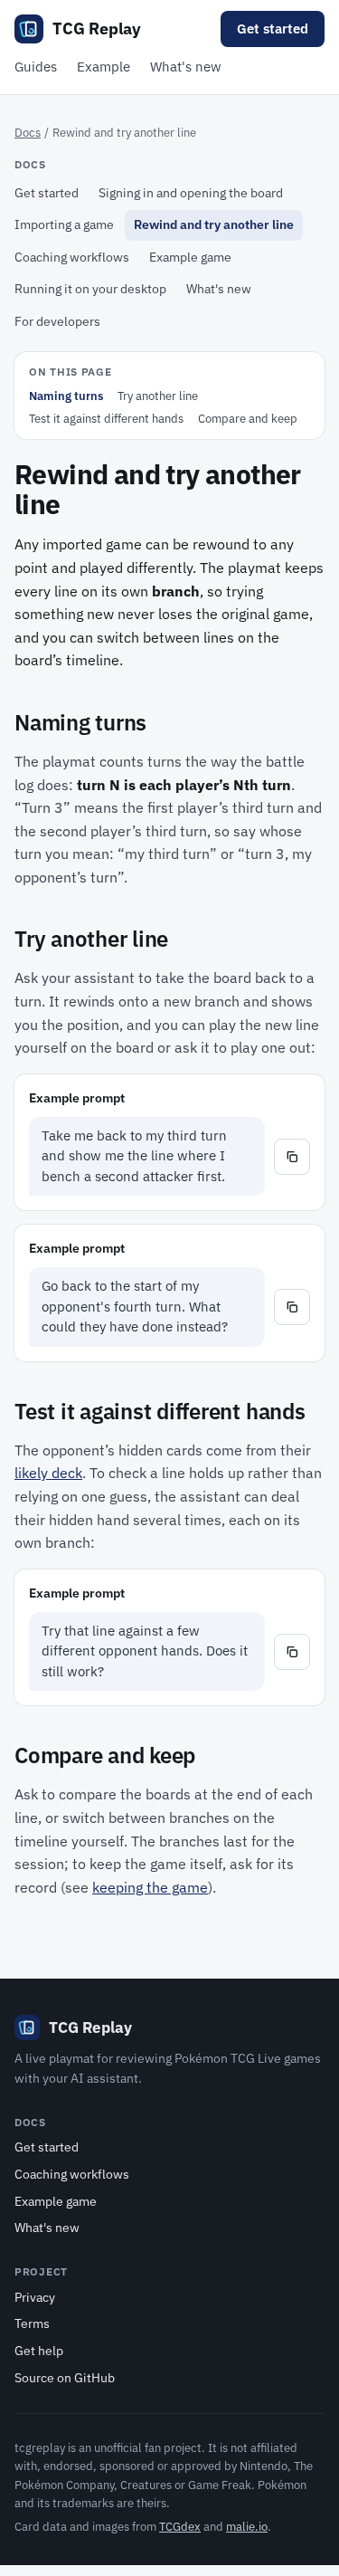 TCG Replay
Get started
Guides Example What's new
Docs / Rewind and try another line
DOCS
Get started Signing in and opening the board
Importing a game Rewind and try another line
Coaching workflows Example game
Running it on your desktop What's new
For developers
ON THIS PAGE
Naming turns Try another line
Test it against different hands Compare and keep
Rewind and try another
line
Any imported game can be rewound to any
point and played differently. The playmat keeps
every line on its own branch, so trying
something new never loses the original game,
and you can switch between lines on the
board’s timeline.
Naming turns
The playmat counts turns the way the battle
log does: turn N is each player’s Nth turn.
“Turn 3” means the first player’s third turn and
the second player’s third turn, so say whose
turn you mean: “my third turn” or “turn 3, my
opponent’s turn”.
Try another line
Ask your assistant to take the board back to a
turn. It rewinds onto a new branch and shows
you the position, and you can play the new line
yourself on the board or ask it to play one out:
Example prompt
Take me back to my third turn
and show me the line where I
bench a second attacker first.
Example prompt
Go back to the start of my
opponent's fourth turn. What
could they have done instead?
Test it against different hands
The opponent’s hidden cards come from their
likely deck. To check a line holds up rather than
relying on one guess, the assistant can deal
their hidden hand several times, each on its
own branch:
Example prompt
Try that line against a few
different opponent hands. Does it
still work?
Compare and keep
Ask to compare the boards at the end of each
line, or switch between branches on the
timeline yourself. The branches last for the
session; to keep the game itself, ask for its
record (see keeping the game).
TCG Replay
A live playmat for reviewing Pokémon TCG Live games
with your AI assistant.
DOCS
Get started
Coaching workflows
Example game
What's new
PROJECT
Privacy
Terms
Get help
Source on GitHub
tcgreplay is an unofficial fan project. It is not affiliated
with, endorsed, sponsored or approved by Nintendo, The
Pokémon Company, Creatures or Game Freak. Pokémon
and its trademarks are theirs.
Card data and images from TCGdex and malie.io.